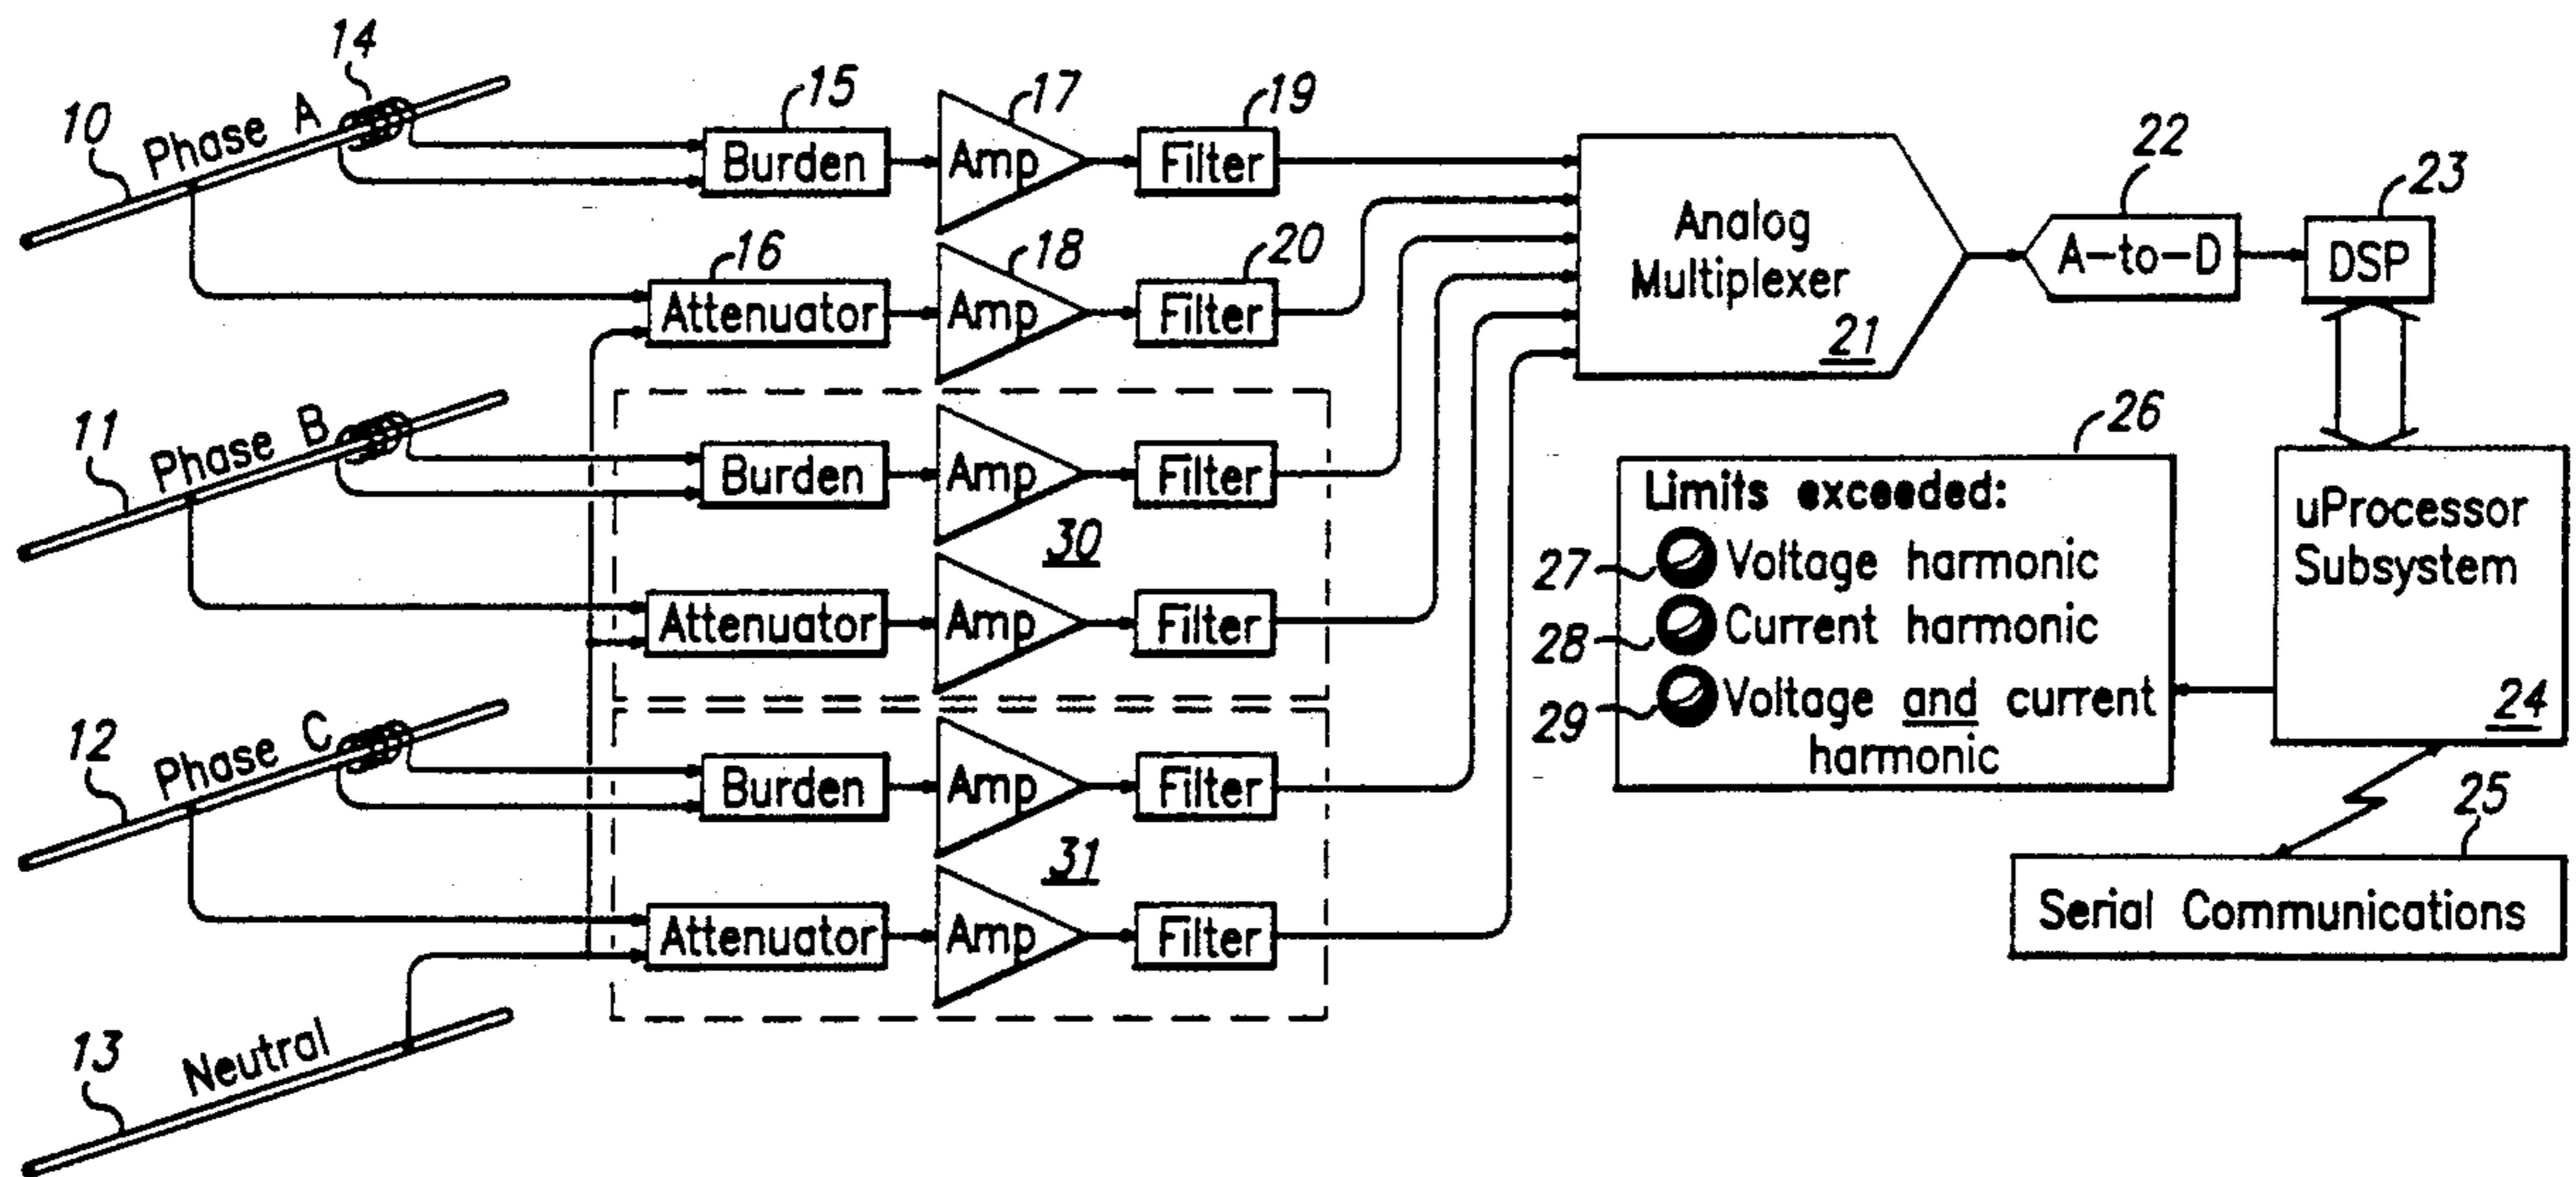 14
10
Phase A
15
Burden
17
Amp
19
Filter
16
Attenuator
18
Amp
20
Filter
Analog
Multiplexer
21
22
A-to-D
23
DSP
11
Phase B
Burden
Amp
Filter
30
Attenuator
Amp
Filter
12
Phase C
Burden
Amp
Filter
31
Attenuator
Amp
Filter
13
Neutral
26
Limits exceeded:
27
Voltage harmonic
28
Current harmonic
29
Voltage and current
harmonic
uProcessor
Subsystem
24
25
Serial Communications